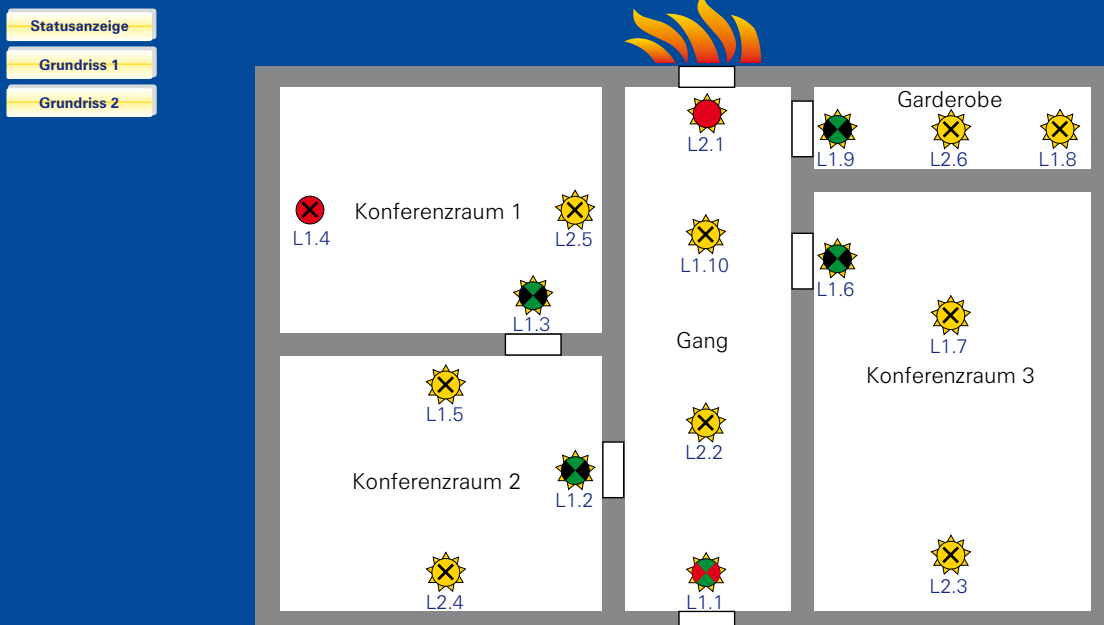 Statusanzeige
Grundriss 1
Grundriss 2
Garderobe
L2.1
L1.9
L2.6
L1.8
Konferenzraum 1
L1.4
L2.5
L1.10
L1.6
L1.3
Gang
L1.7
Konferenzraum 3
L1.5
L2.2
Konferenzraum 2
L1.2
L2.4
L1.1
L2.3